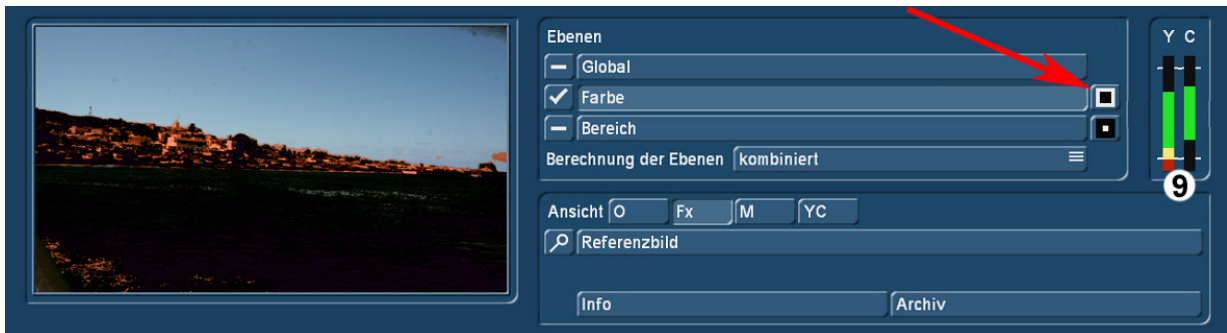 Ebenen
Global
Farbe
Bereich
Berechnung der Ebenen kombiniert
Y C
9
Ansicht O Fx M YC
Referenzbild
Info Archiv